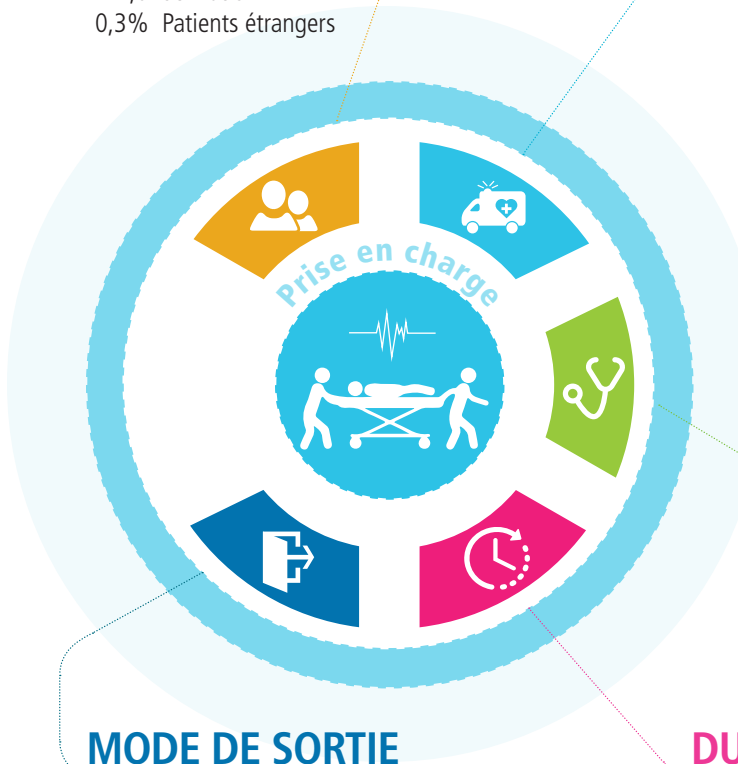 0,3% Patients étrangers
Prise en charge
MODE DE SORTIE
DU